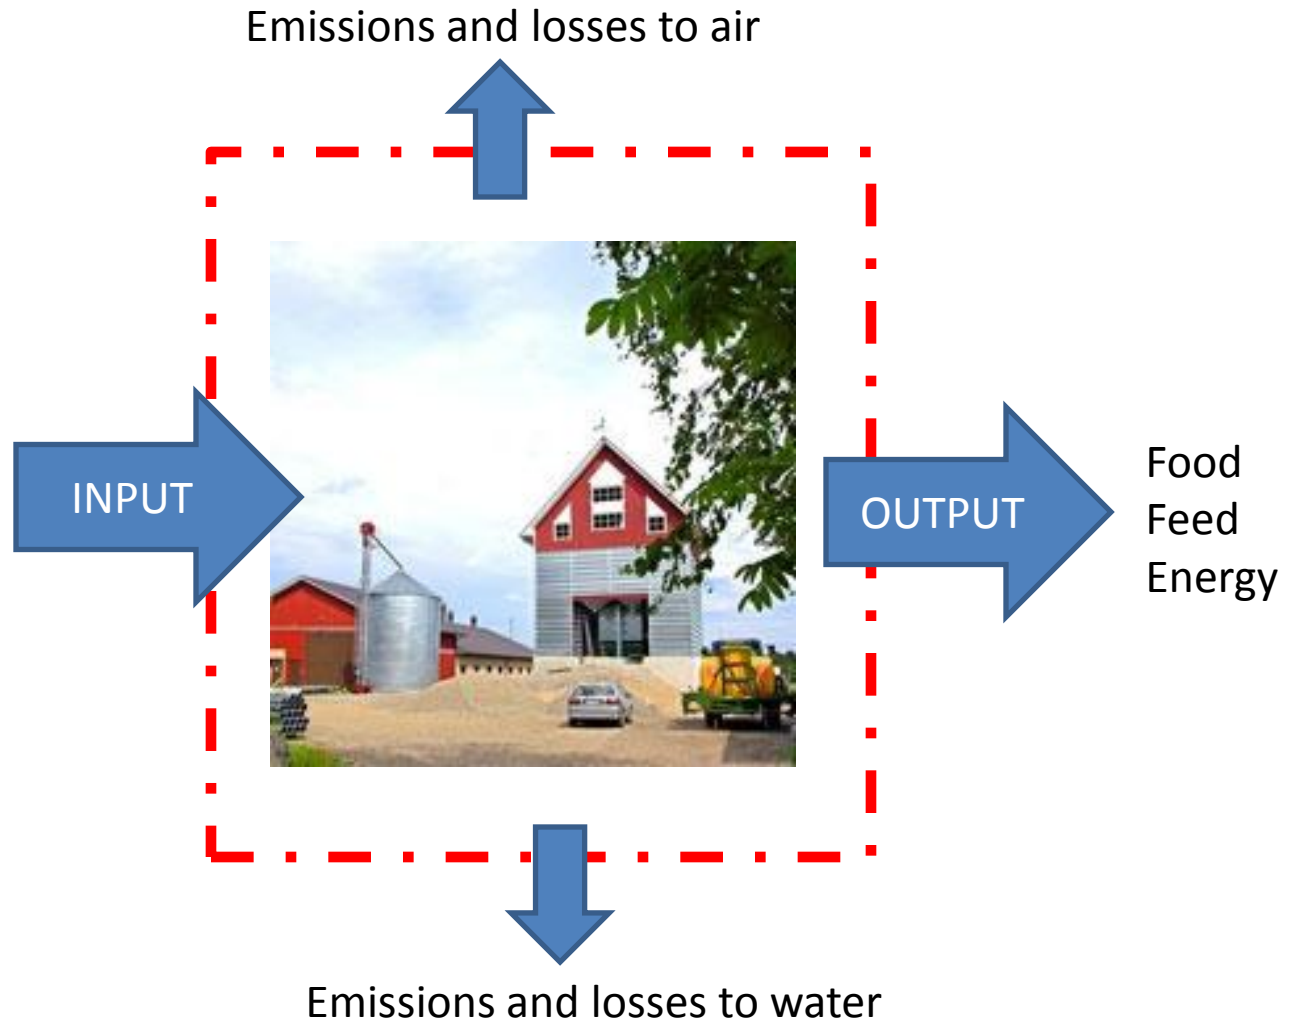 Emissions and losses to air
INPUT
OUTPUT
Food
Feed
Energy
Emissions and losses to water